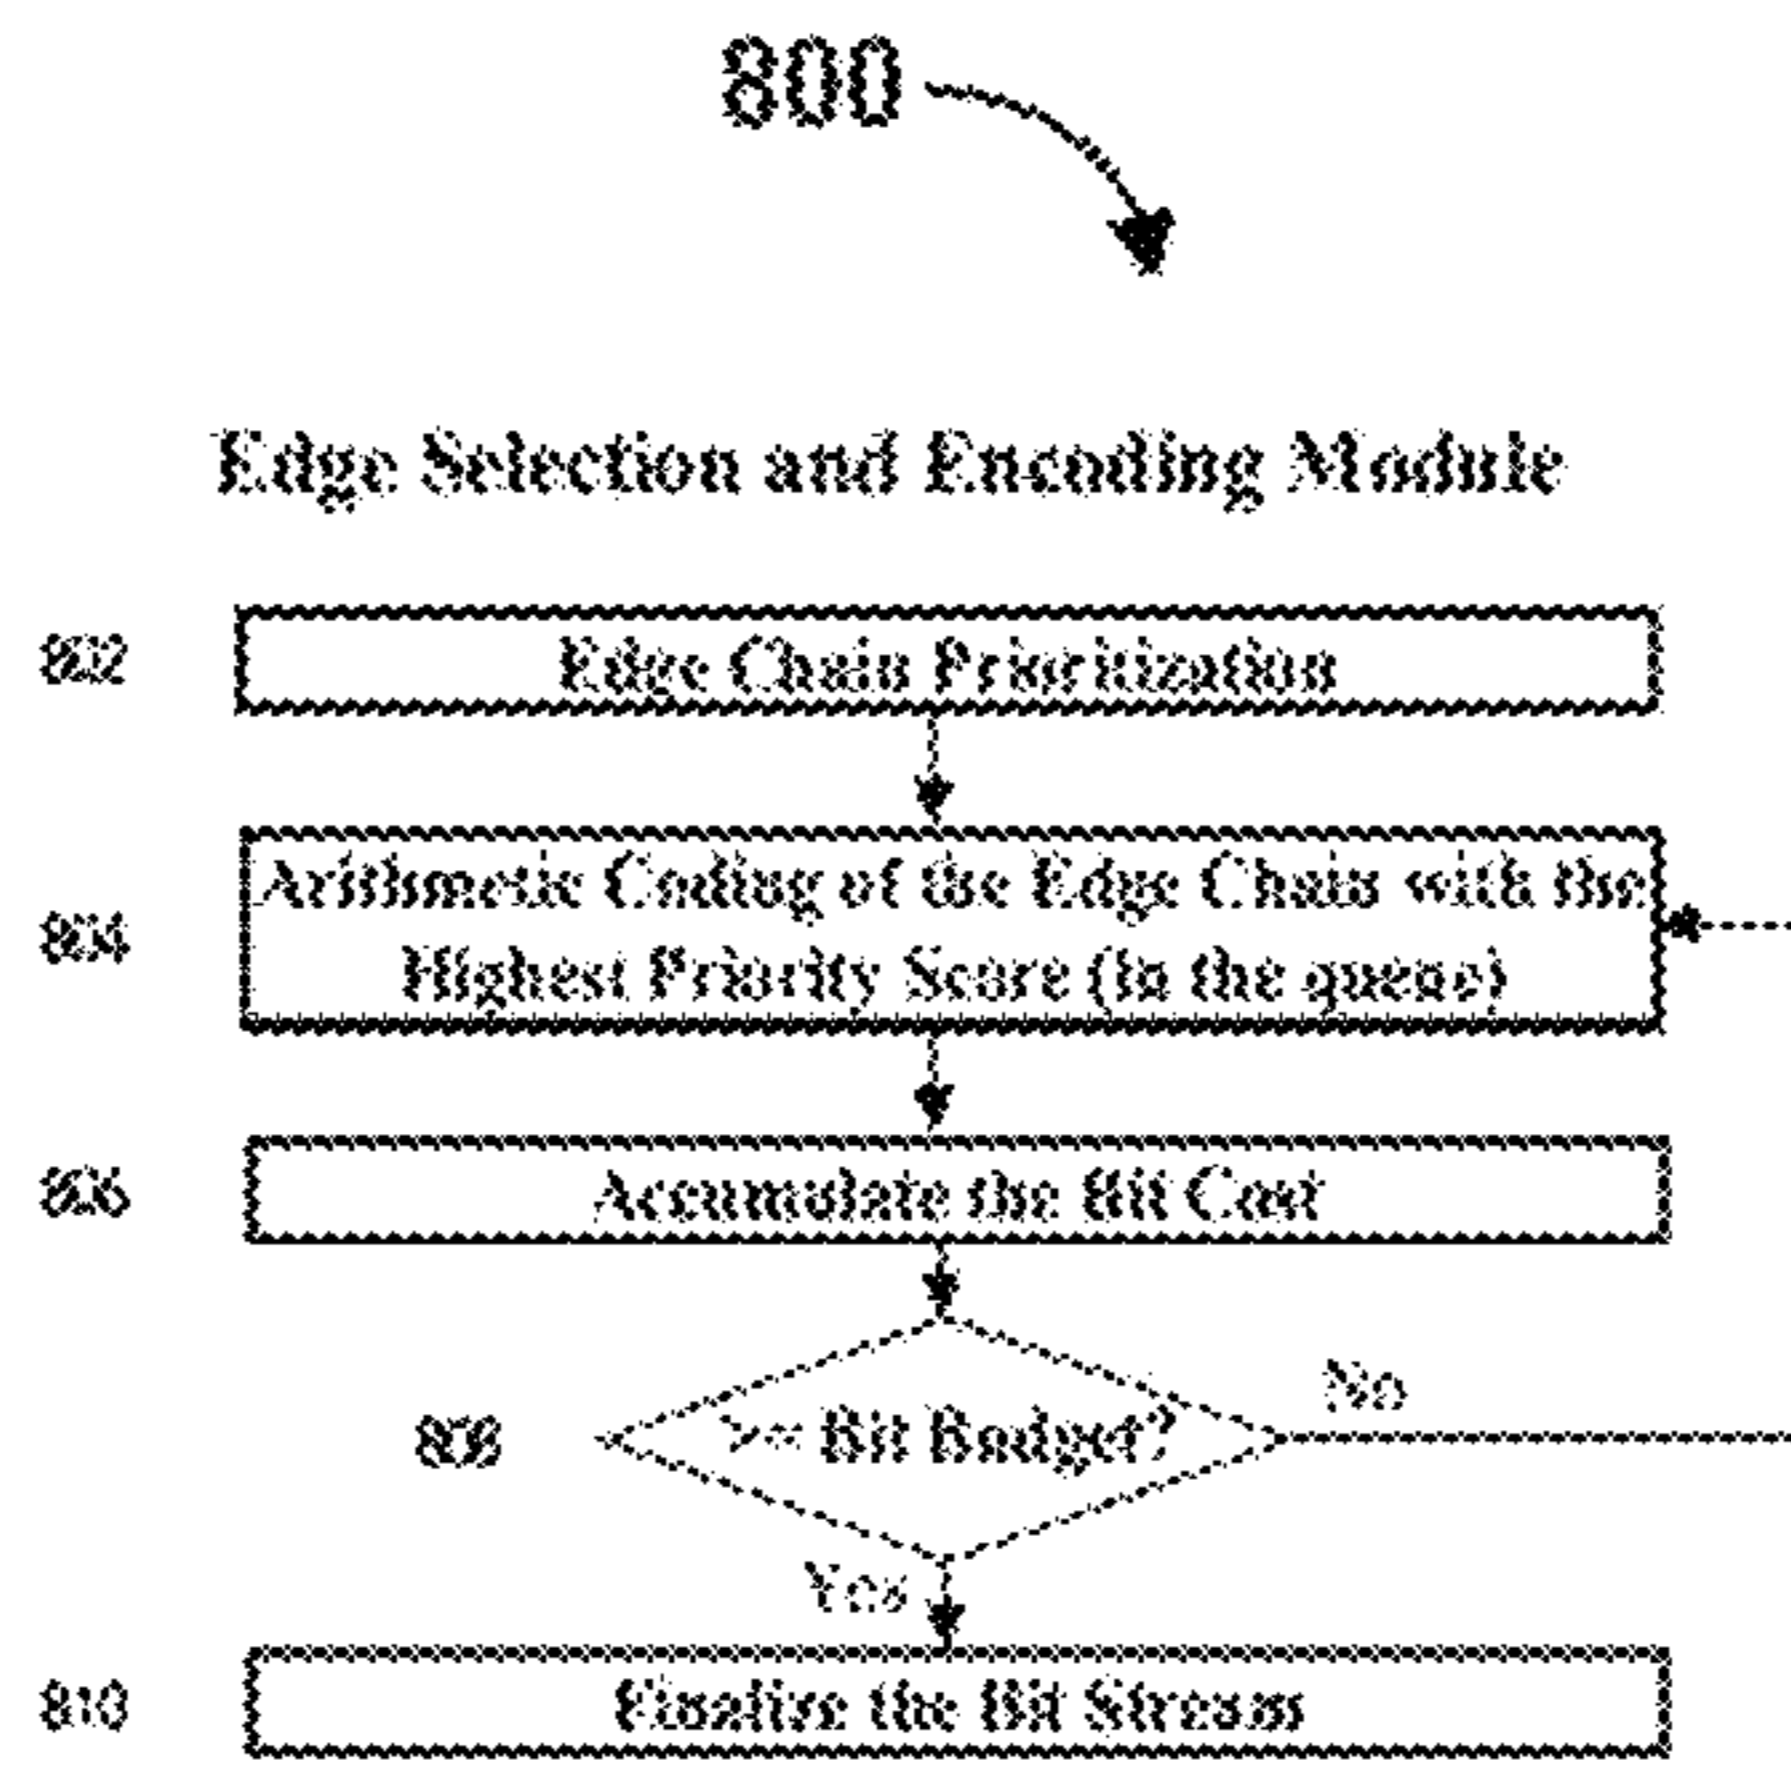 800
Edge Selection and Encoding Module
802
Edge Chain Prioritization
804
Arithmetic Coding of the Edge Chain with the
Highest Priority Score (in the queue)
806
Accumulate the Bit Cost
808
>= Bit Budget?
No
Yes
810
Finalize the Bit Stream